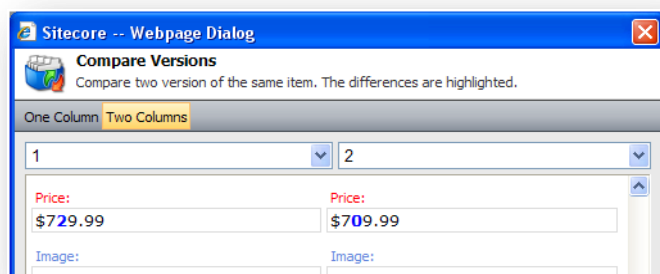 Sitecore -- Webpage Dialog
Compare Versions
Compare two version of the same item. The differences are highlighted.
One Column Two Columns
1 2
Price: Price:
$729.99 $709.99
Image: Image: